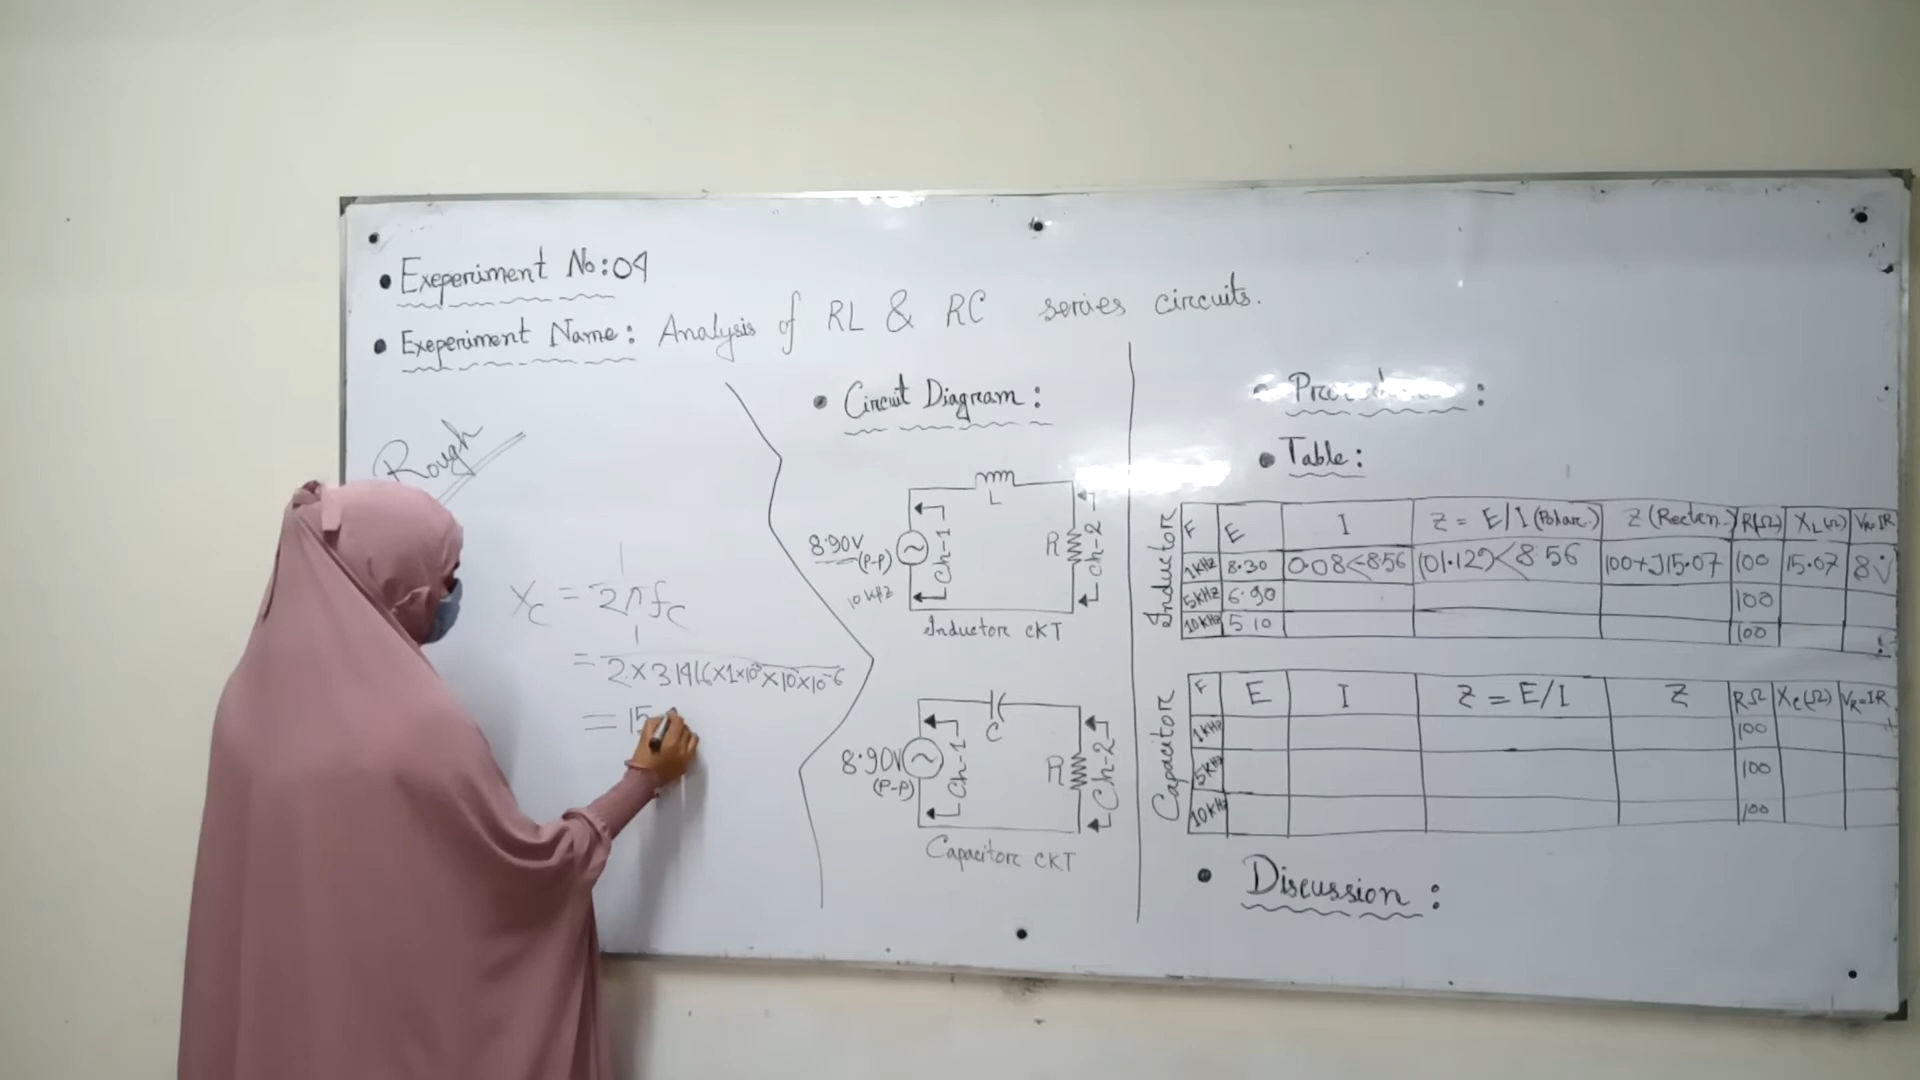 • Exeperiment No:04
• Exeperiment Name: Analysis of RL & RC series circuits.
Rough
Xc = 1/2πfc
= 1/2×3.1416×1×10³×10×10⁻⁶
= 15
• Circuit Diagram:
L
8.90V
(P-P)
10 KHZ
Ch-1
R
Ch-2
Inductor CKT
C
8.90V
(P-P)
Ch-1
R
Ch-2
Capacitor CKT
• Table:
Inductor
F E I Z = E/I (Polar.) Z (Rectan.) R(Ω) XL(Ω) VR=IR
1KHz 8.30 0.08<8.56 (01.12)<8.56 100+J15.07 100 15.07 8V
5KHz 6.90 100
10KHz 5.10 100
Capacitor
F E I Z = E/I Z RΩ Xc(Ω) VR=IR
1KHz 100
5KHz 100
10KHz 100
• Discussion: